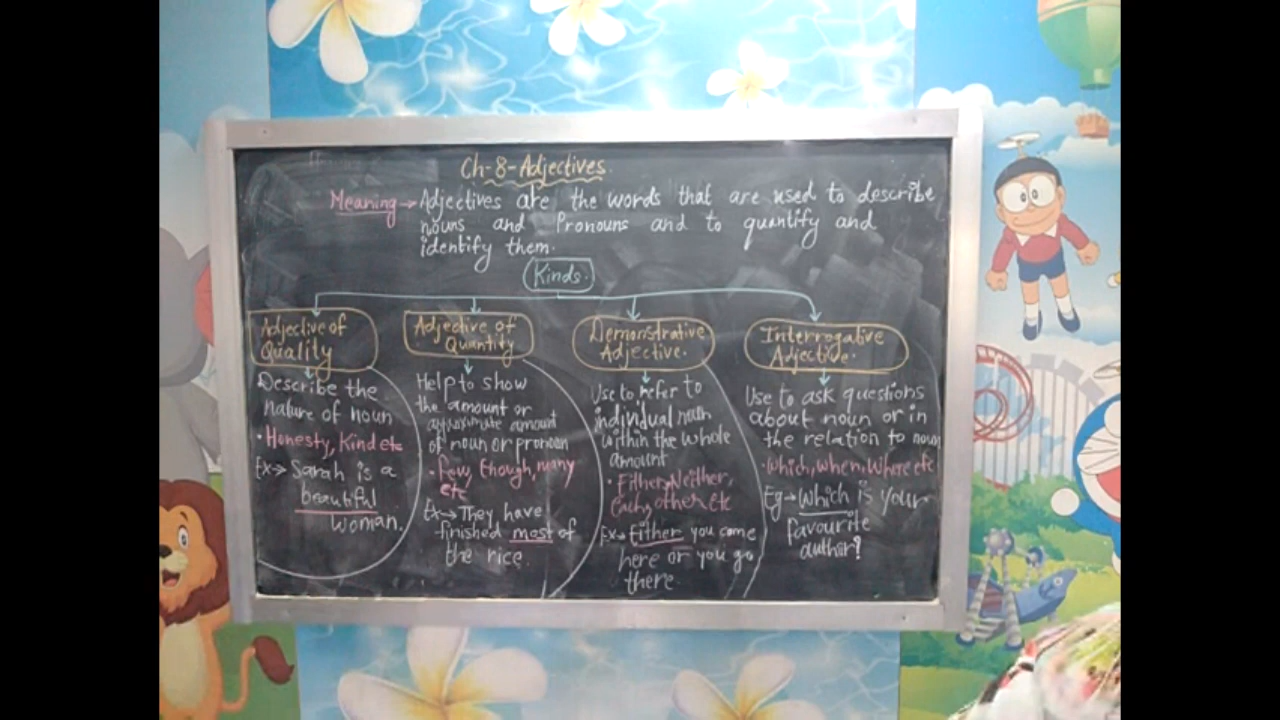 Ch-8-Adjectives.
Meaning → Adjectives are the words that are used to describe
nouns and Pronouns and to quantify and
identify them.
Kinds.
Adjective of
Quality
Describe the
nature of noun
• Honesty, Kind etc
Ex→ Sarah is a
beautiful
woman.
Adjective of
Quantity
Help to show
the amount or
approximate amount
of noun or pronoun
• few, Enough, many
etc
Ex→ They have
finished most of
the rice.
Demonstrative
Adjective.
Use to refer to
individual noun
within the whole
amount
• Either, Neither,
Each, other etc
Ex→ Either you come
here or you go
there.
Interrogative
Adjective.
Use to ask questions
about noun or in
the relation to noun
• Which, when, Where etc
Eg→ Which is your
favourite
author?